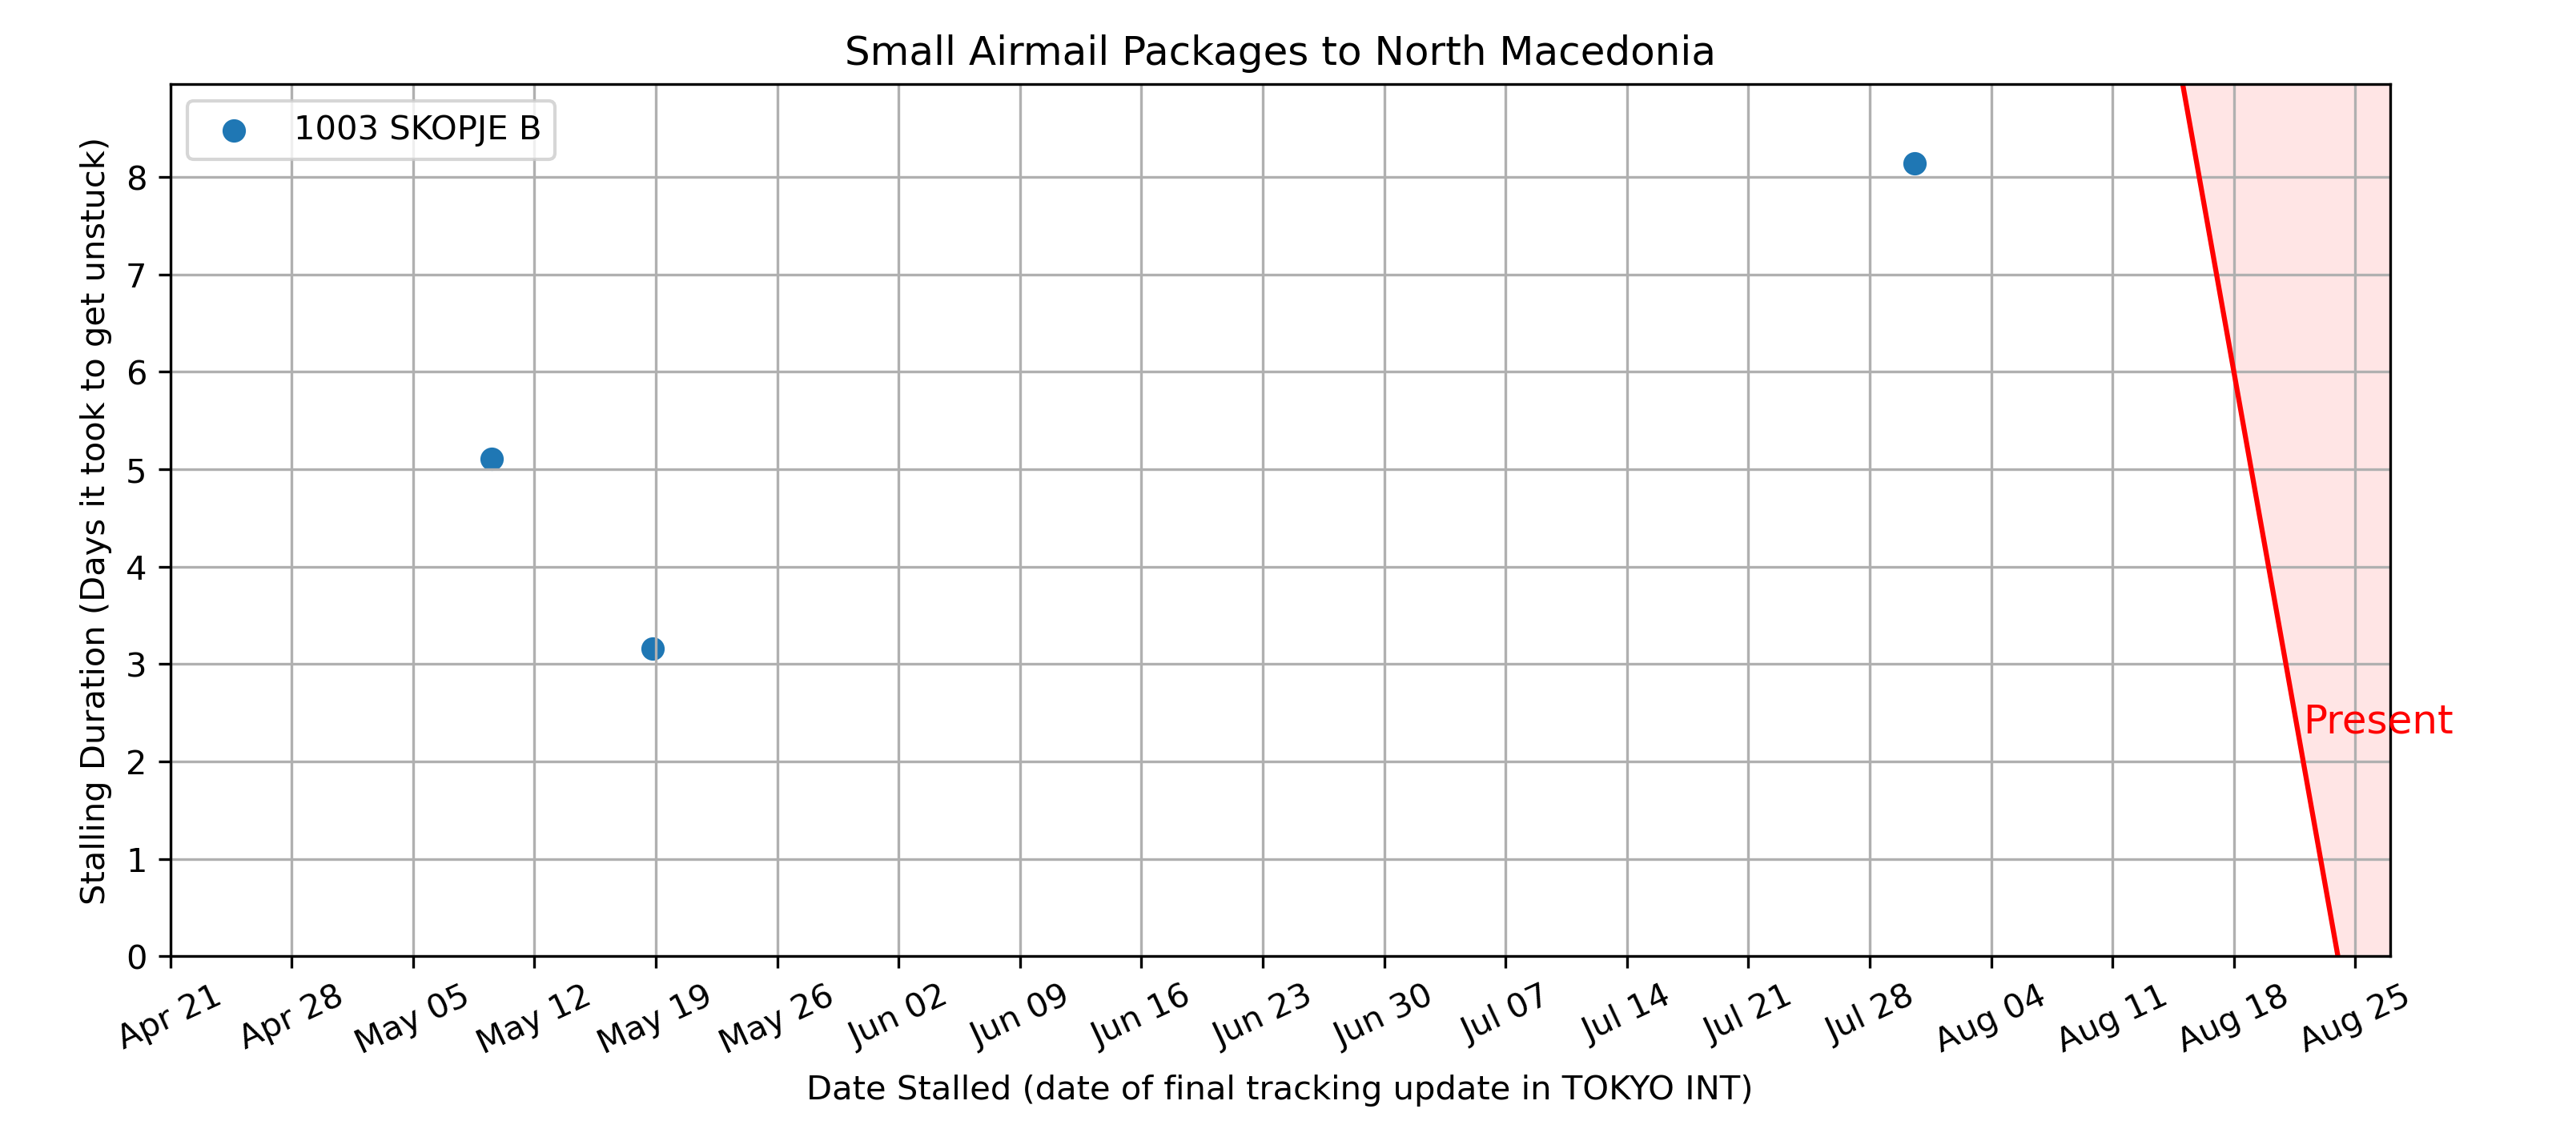 Small Airmail Packages to North Macedonia
1003 SKOPJE B
Stalling Duration (Days it took to get unstuck)
8
7
6
5
4
3
2
1
0
Present
Apr 21 Apr 28 May 05 May 12 May 19 May 26 Jun 02 Jun 09 Jun 16 Jun 23 Jun 30 Jul 07 Jul 14 Jul 21 Jul 28 Aug 04 Aug 11 Aug 18 Aug 25
Date Stalled (date of final tracking update in TOKYO INT)